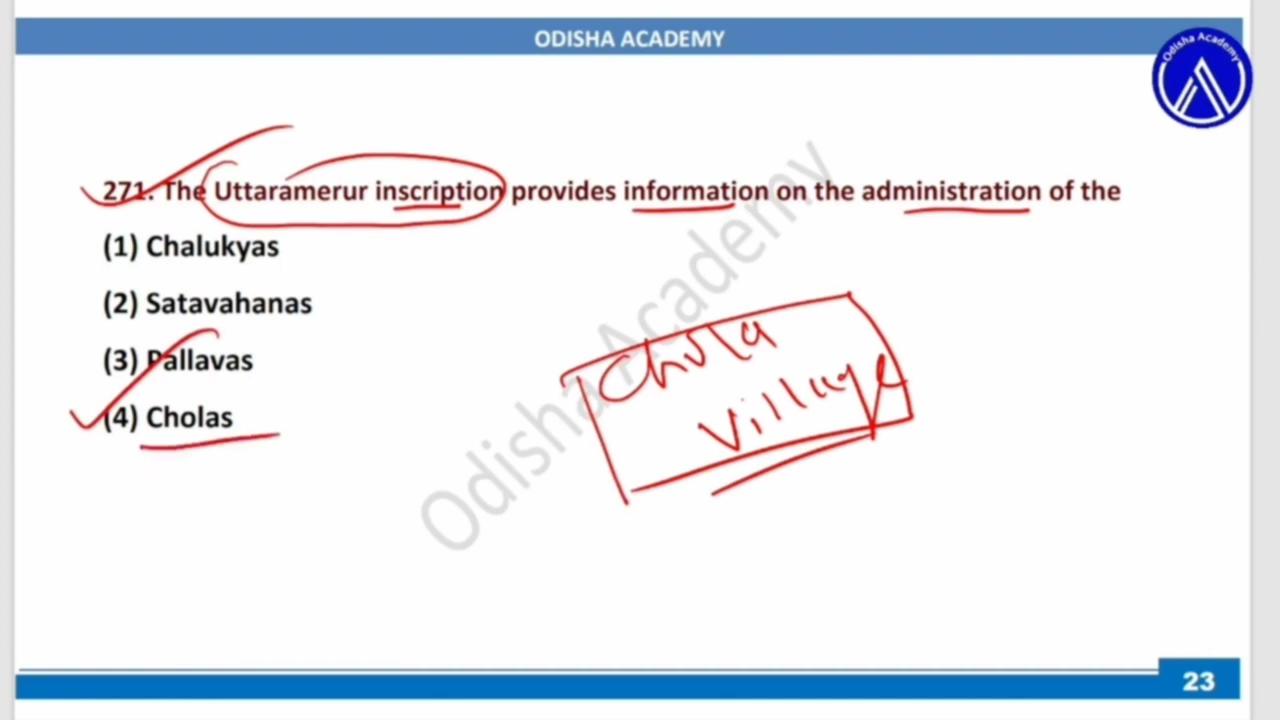 ODISHA ACADEMY
Odisha Academy
271. The Uttaramerur inscription provides information on the administration of the
(1) Chalukyas
(2) Satavahanas
(3) Pallavas
(4) Cholas
Chola
Village
Odisha Academy
23